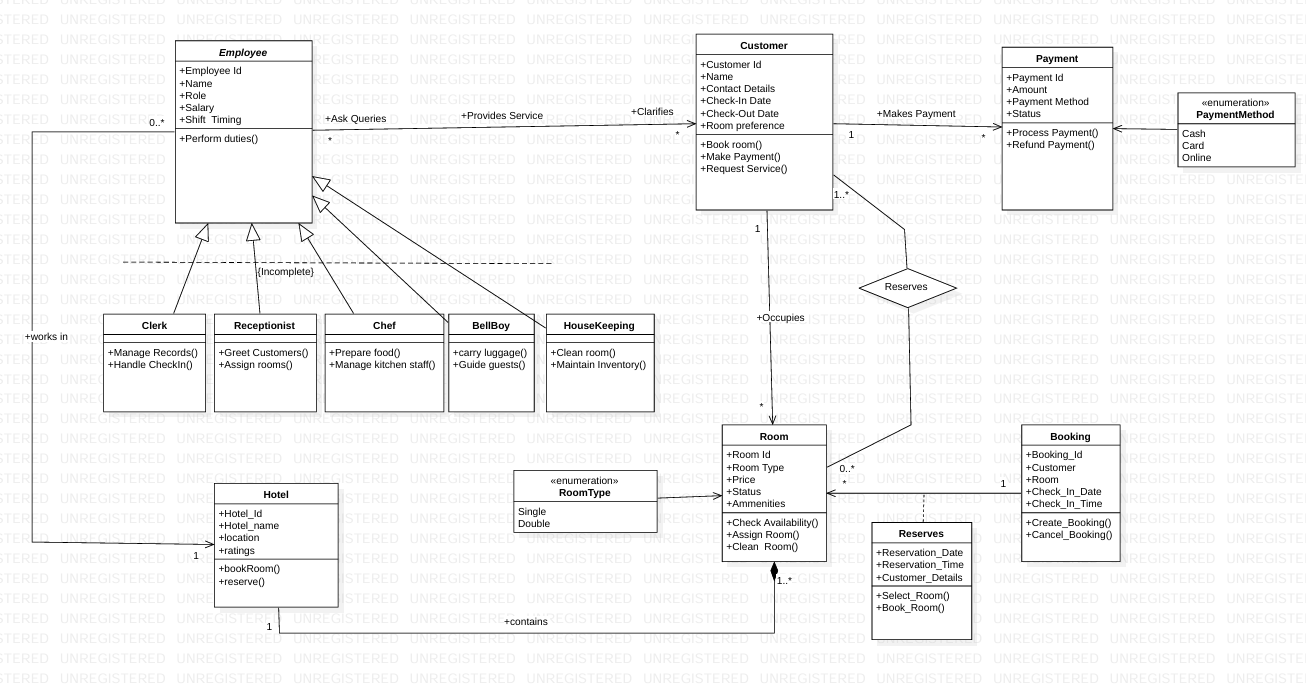 Employee
+Employee Id
+Name
+Role
+Salary
+Shift  Timing
+Perform duties()
0..*
+Ask Queries
*
+Provides Service
+Clarifies
*
Customer
+Customer Id
+Name
+Contact Details
+Check-In Date
+Check-Out Date
+Room preference
+Book room()
+Make Payment()
+Request Service()
+Makes Payment
1
*
Payment
+Payment Id
+Amount
+Payment Method
+Status
+Process Payment()
+Refund Payment()
«enumeration»
PaymentMethod
Cash
Card
Online
1..*
1
Reserves
+Occupies
*
{Incomplete}
+works in
Clerk
+Manage Records()
+Handle CheckIn()
Receptionist
+Greet Customers()
+Assign rooms()
Chef
+Prepare food()
+Manage kitchen staff()
BellBoy
+carry luggage()
+Guide guests()
HouseKeeping
+Clean room()
+Maintain Inventory()
Room
+Room Id
+Room Type
+Price
+Status
+Ammenities
+Check Availability()
+Assign Room()
+Clean  Room()
0..*
*
1
Booking
+Booking_Id
+Customer
+Room
+Check_In_Date
+Check_In_Time
+Create_Booking()
+Cancel_Booking()
«enumeration»
RoomType
Single
Double
Hotel
+Hotel_Id
+Hotel_name
+location
+ratings
+bookRoom()
+reserve()
1
Reserves
+Reservation_Date
+Reservation_Time
+Customer_Details
+Select_Room()
+Book_Room()
1..*
1
+contains
UNREGISTERED